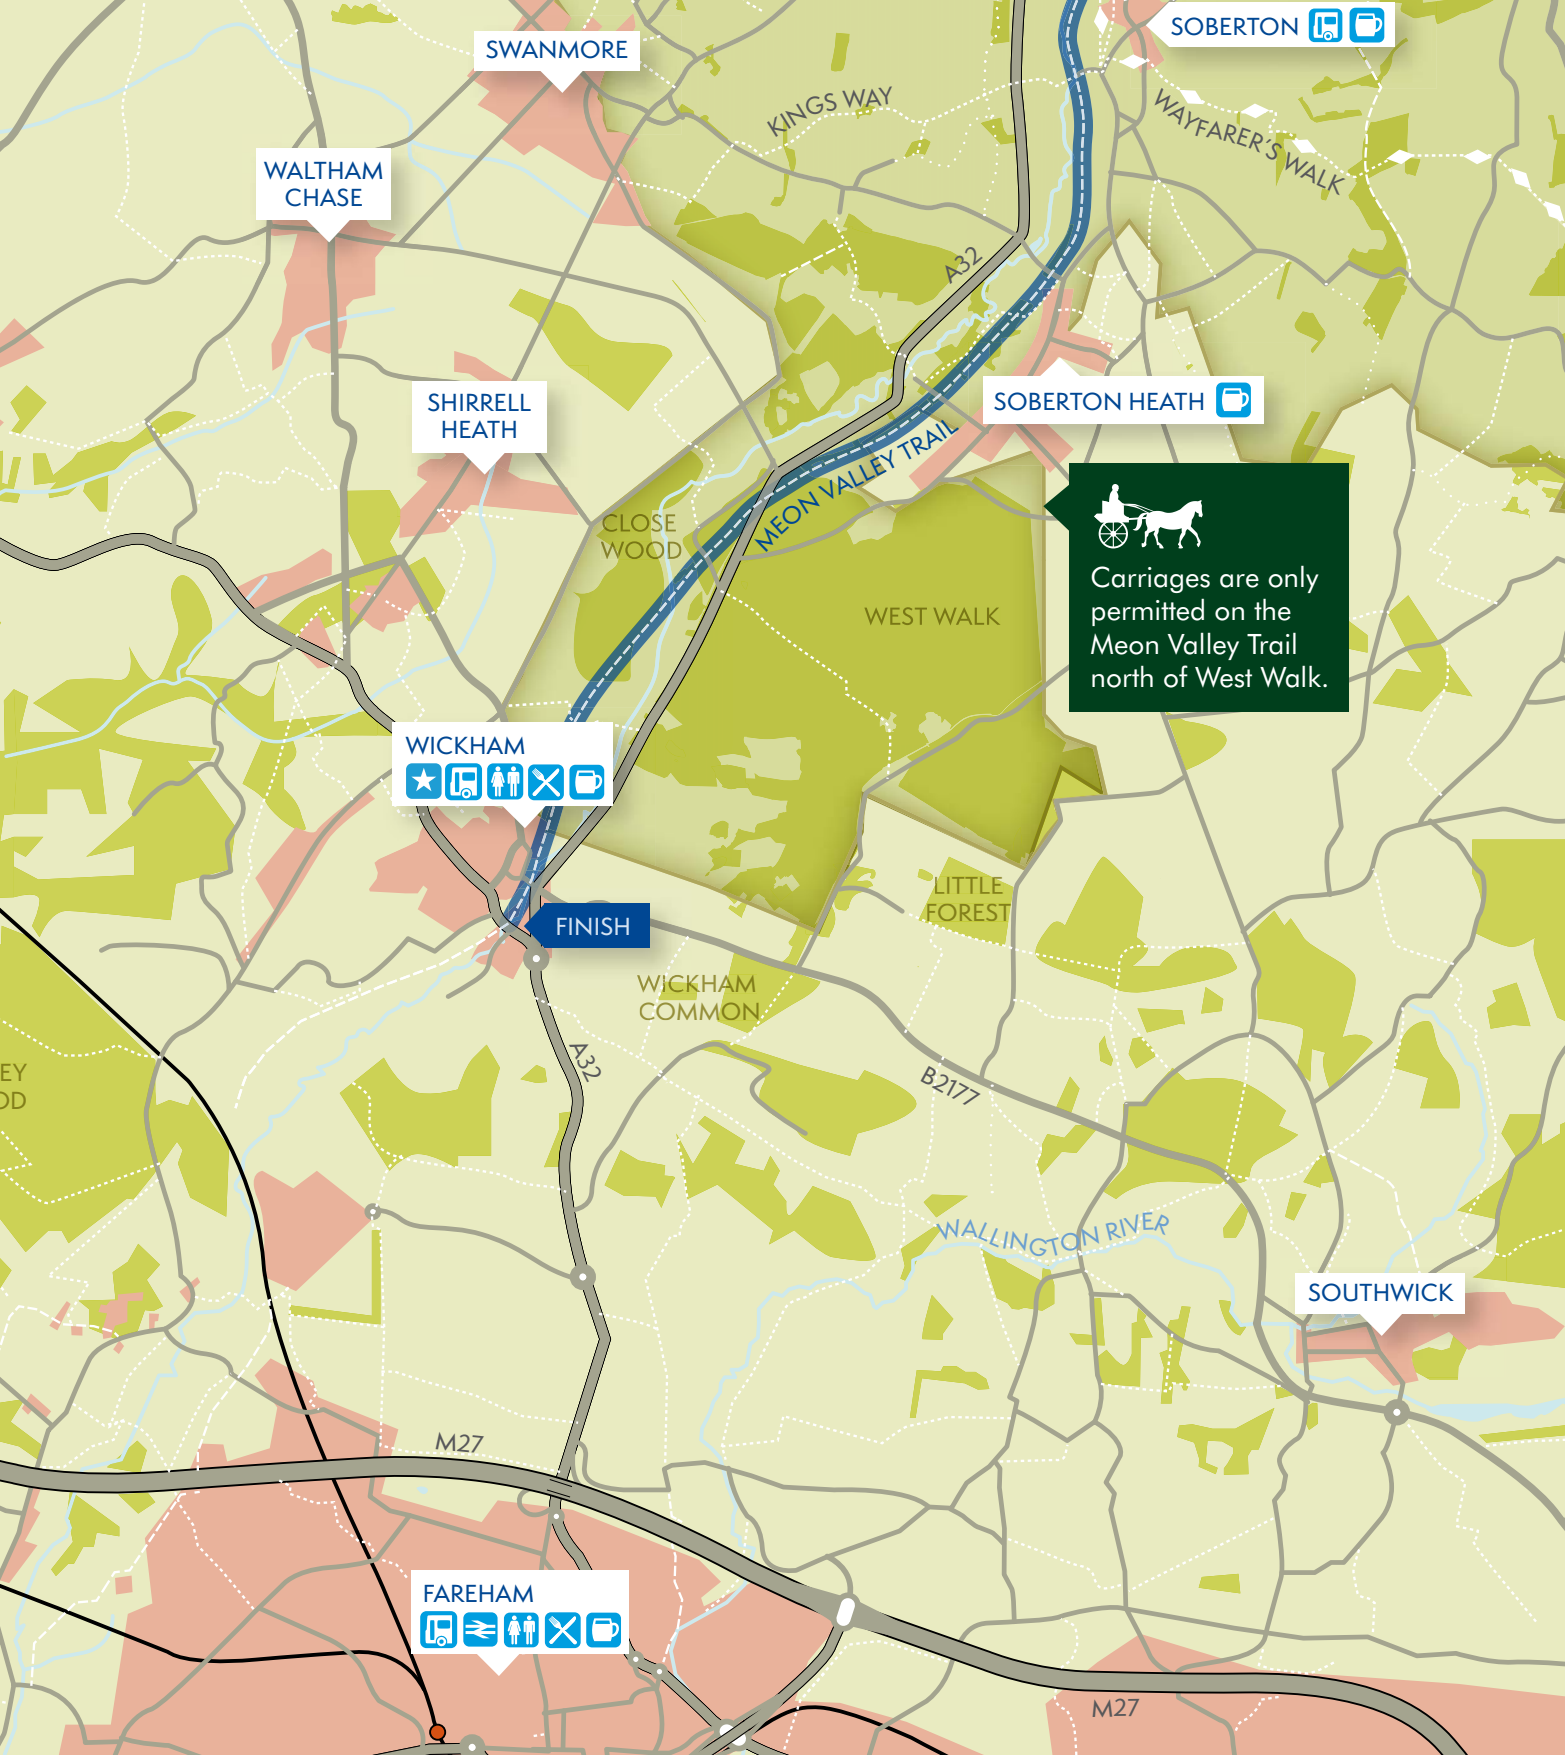 SWANMORE
SOBERTON
KINGS WAY
WAYFARER'S WALK
WALTHAM
CHASE
A32
SHIRRELL
HEATH
SOBERTON HEATH
MEON VALLEY TRAIL
CLOSE
WOOD
WEST WALK
Carriages are only
permitted on the
Meon Valley Trail
north of West Walk.
WICKHAM
LITTLE
FOREST
FINISH
WICKHAM
COMMON
A32
B2177
EY
OD
WALLINGTON RIVER
SOUTHWICK
M27
FAREHAM
M27